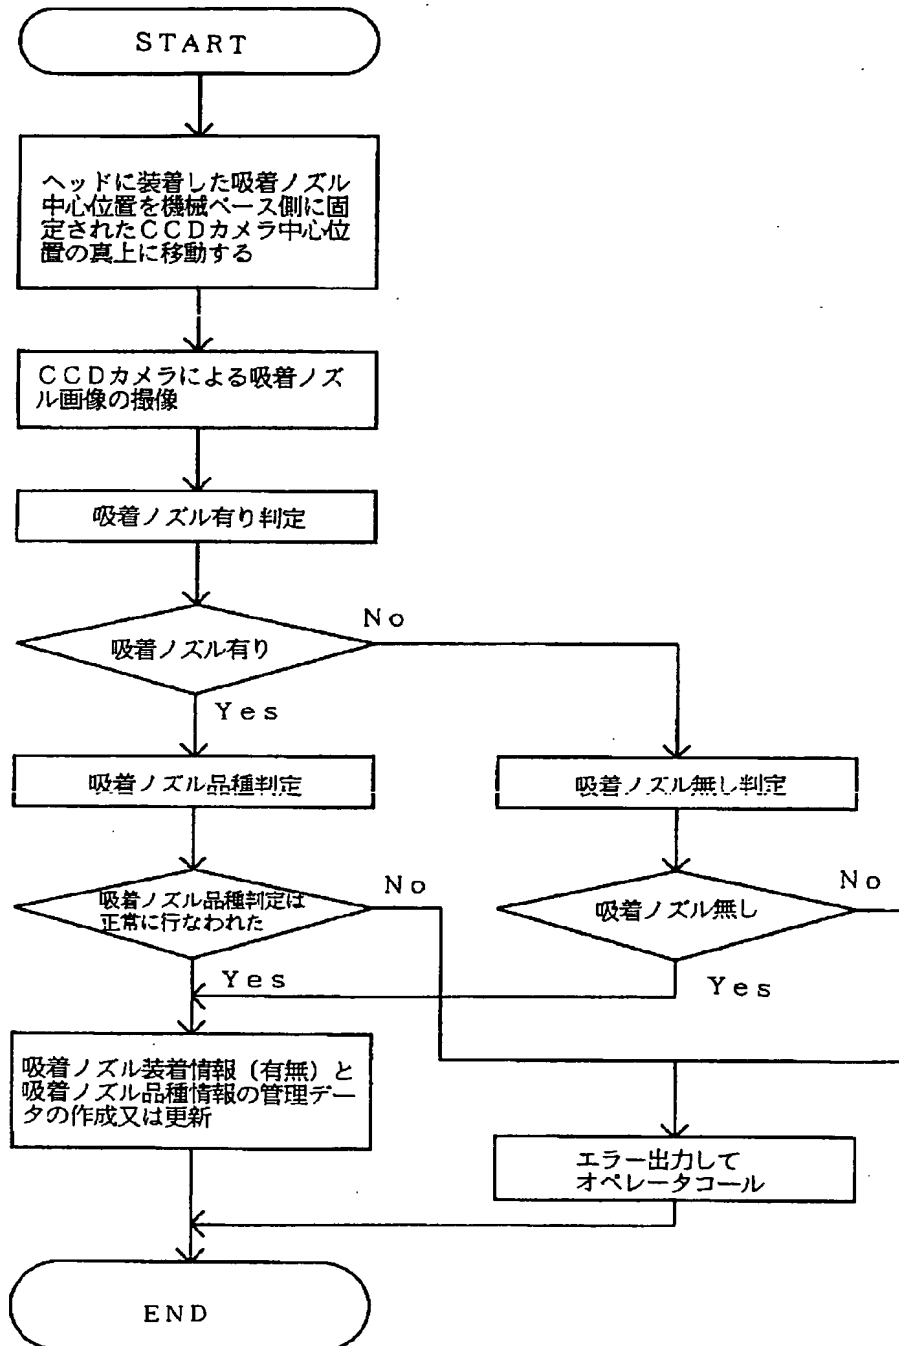 START
ヘッドに装着した吸着ノズル
中心位置を機械ベース側に固
定されたCCDカメラ中心位
置の真上に移動する
CCDカメラによる吸着ノズ
ル画像の撮像
吸着ノズル有り判定
No
吸着ノズル有り
Yes
吸着ノズル品種判定
吸着ノズル無し判定
吸着ノズル品種判定は
正常に行なわれた
No
吸着ノズル無し
No
Yes
Yes
吸着ノズル装着情報(有無)と
吸着ノズル品種情報の管理デー
タの作成又は更新
エラー出力して
オペレータコール
END